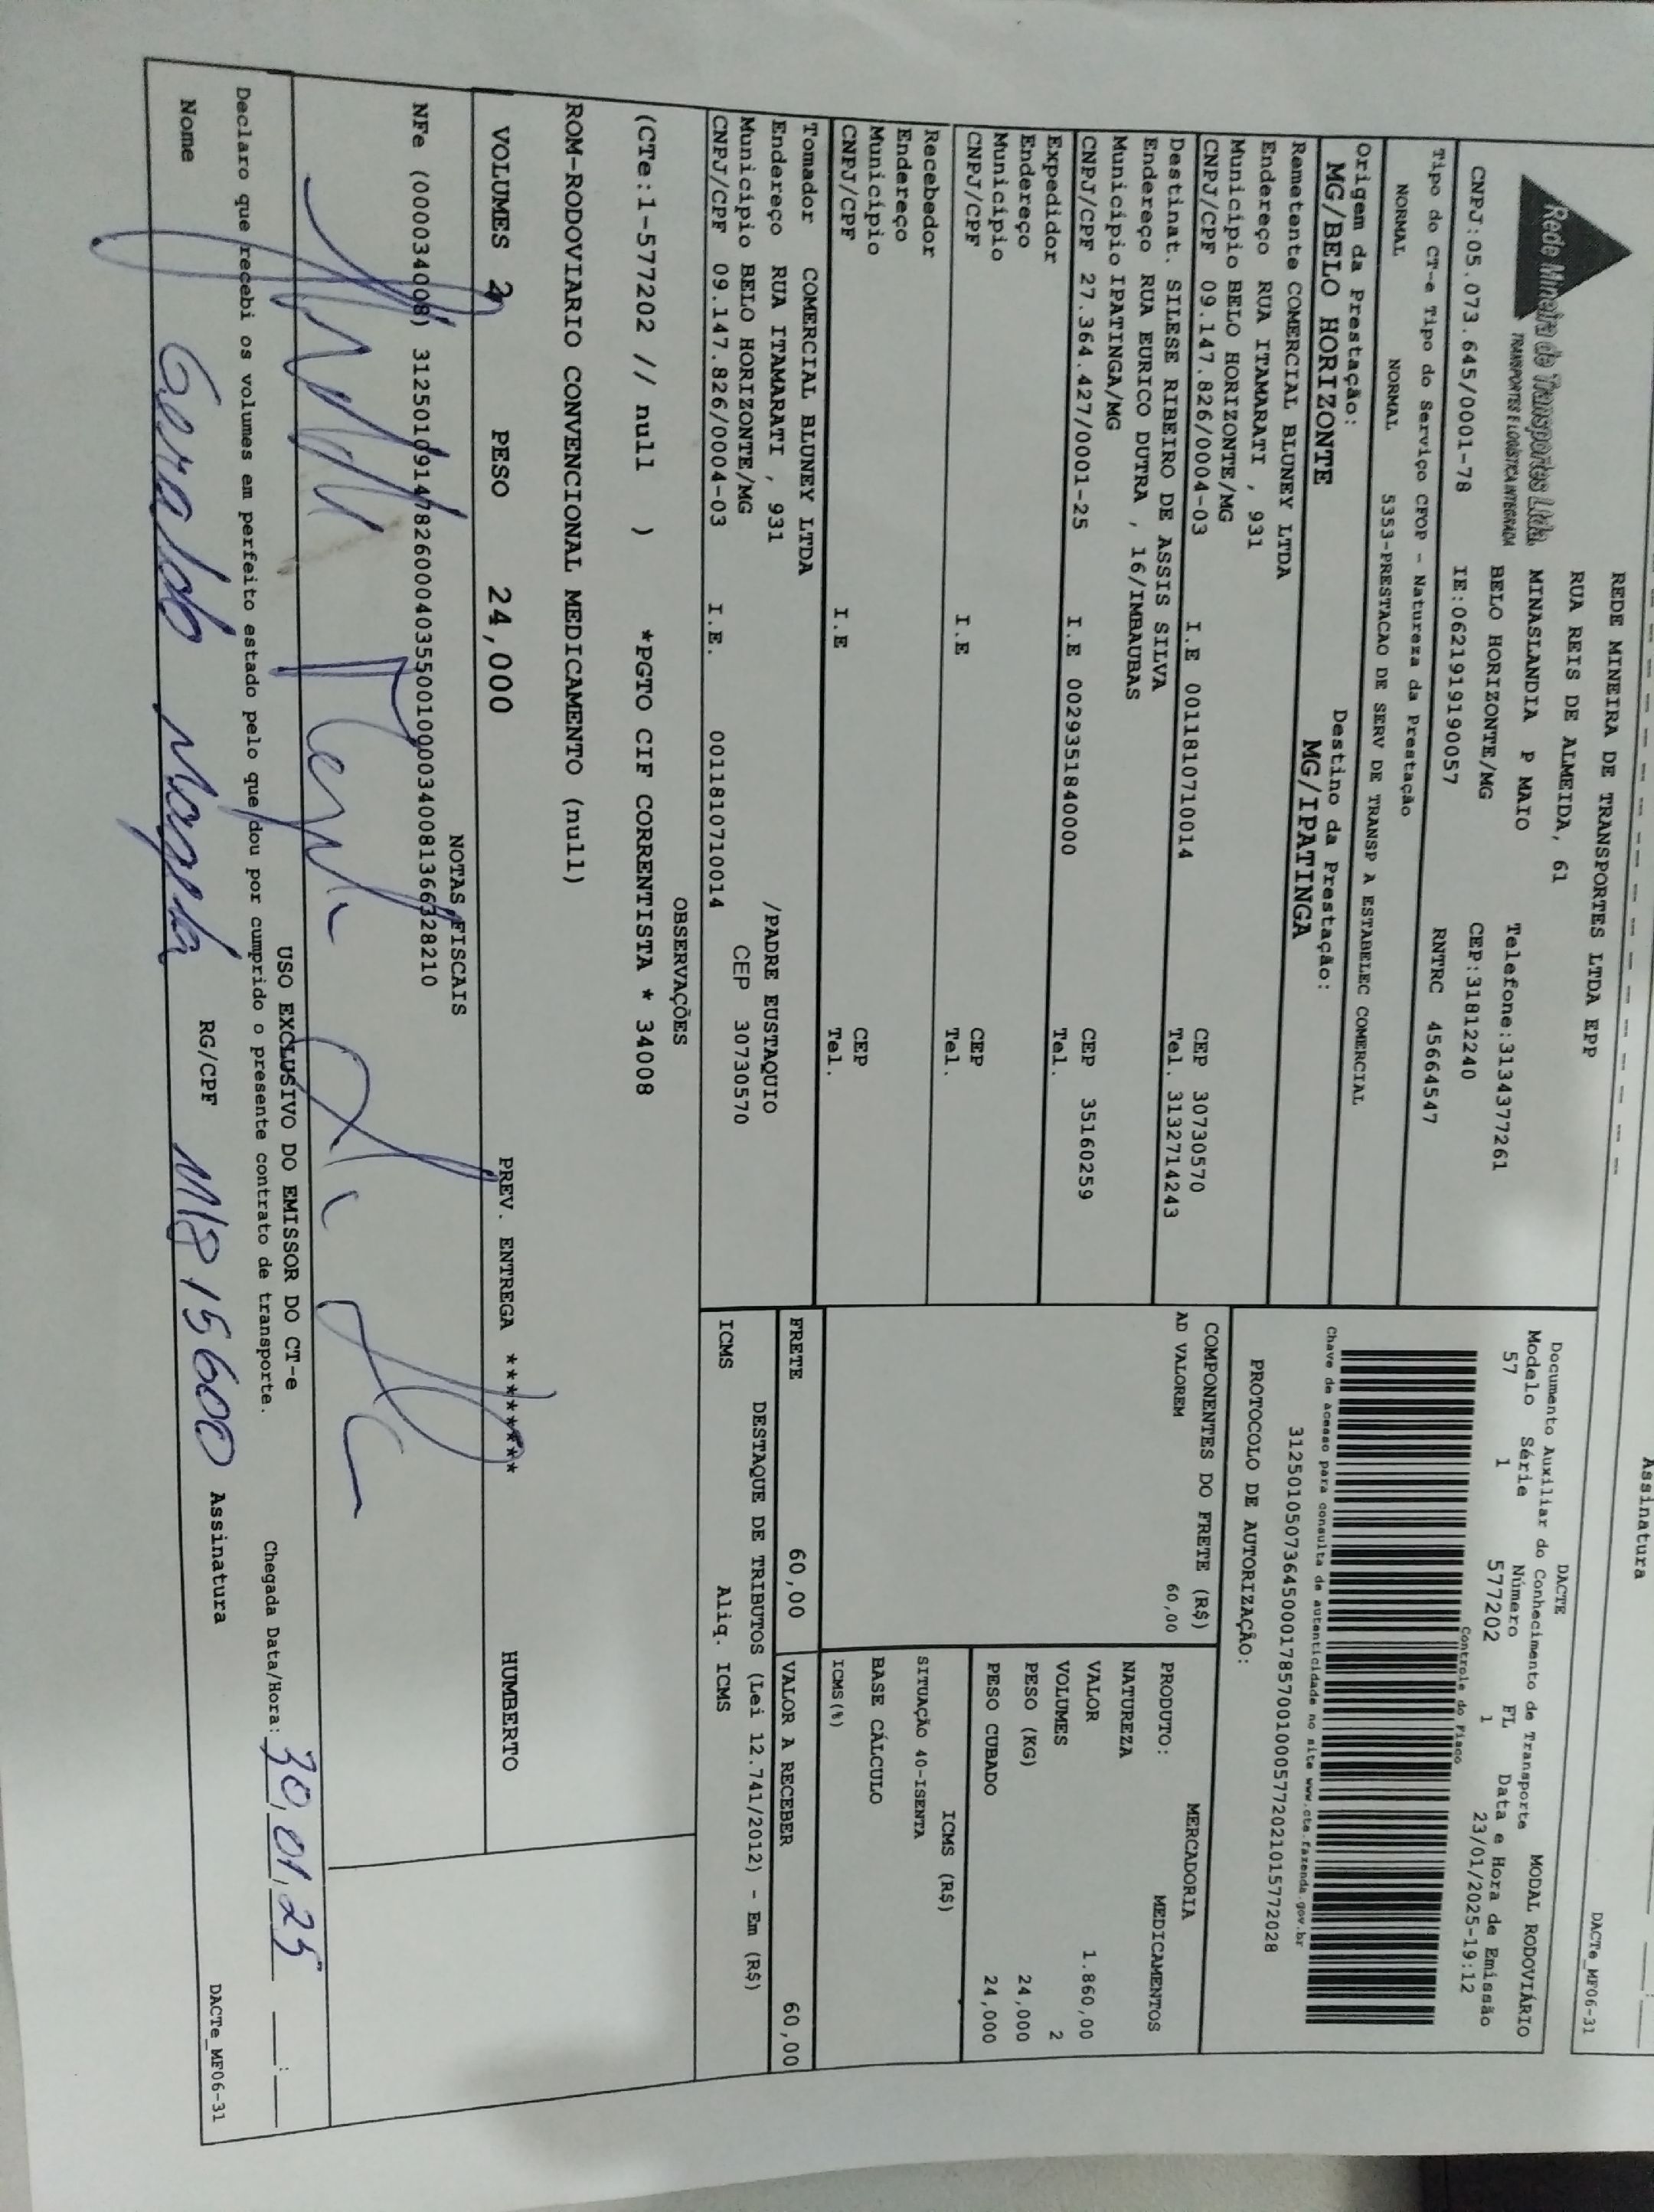 Assinatura
DACTe_MF06-31
Rede Mineira de Transportes Ltda.
TRANSPORTES E LOGÍSTICA INTEGRADA
CNPJ:05.073.645/0001-78
REDE MINEIRA DE TRANSPORTES LTDA EPP
RUA REIS DE ALMEIDA, 61
MINASLANDIA P MAIO
BELO HORIZONTE/MG
IE:0621919190057
Telefone:3134377261
CEP:31812240
RNTRC 45664547
DACTE
Documento Auxiliar do Conhecimento de Transporte
MODAL RODOVIÁRIO
Modelo Série Número FL Data e Hora de Emissão
57 1 577202 1 23/01/2025-19:12
Controle do Fisco
Chave de acesso para consulta de autenticidade no site www.cte.fazenda.gov.br
31250105073645000178570010005772021015772028
PROTOCOLO DE AUTORIZAÇÃO:
Tipo do CT-e Tipo do Serviço CFOP - Natureza da Prestação
NORMAL NORMAL 5353-PRESTACAO DE SERV DE TRANSP A ESTABELEC COMERCIAL
Origem da Prestação: Destino da Prestação:
MG/BELO HORIZONTE MG/IPATINGA
Remetente COMERCIAL BLUNEY LTDA
Endereço RUA ITAMARATI , 931
Município BELO HORIZONTE/MG CEP 30730570
CNPJ/CPF 09.147.826/0004-03 I.E 0011810710014 Tel. 3132714243
Destinat. SILESE RIBEIRO DE ASSIS SILVA
Endereço RUA EURICO DUTRA , 16/IMBAUBAS
Município IPATINGA/MG CEP 35160259
CNPJ/CPF 27.364.427/0001-25 I.E 0029351840000 Tel.
Expedidor
Endereço
Município CEP
CNPJ/CPF I.E Tel.
Recebedor
Endereço
Município CEP
CNPJ/CPF I.E Tel.
Tomador COMERCIAL BLUNEY LTDA
Endereço RUA ITAMARATI , 931 /PADRE EUSTAQUIO
Município BELO HORIZONTE/MG CEP 30730570
CNPJ/CPF 09.147.826/0004-03 I.E. 0011810710014
COMPONENTES DO FRETE (R$)
AD VALOREM 60,00
MERCADORIA
PRODUTO: MEDICAMENTOS
NATUREZA
VALOR 1.860,00
VOLUMES 2
PESO (KG) 24,000
PESO CUBADO 24,000
ICMS (R$)
SITUAÇÃO 40-ISENTA
BASE CÁLCULO
ICMS(%)
FRETE 60,00 VALOR A RECEBER 60,00
DESTAQUE DE TRIBUTOS (Lei 12.741/2012) - Em (R$)
ICMS Aliq. ICMS
OBSERVAÇÕES
(CTe:1-577202 // null ) *PGTO CIF CORRENTISTA * 34008
ROM-RODOVIARIO CONVENCIONAL MEDICAMENTO (null)
VOLUMES 2 PESO 24,000 PREV. ENTREGA ******** HUMBERTO
NOTAS FISCAIS
NFe (000034008) 31250109147826000403550010000340081366328210
USO EXCLUSIVO DO EMISSOR DO CT-e
Declaro que recebi os volumes em perfeito estado pelo que dou por cumprido o presente contrato de transporte.
Chegada Data/Hora: 30/01/25
Nome Geraldo RG/CPF M8 15600 Assinatura
DACTe_MF06-31